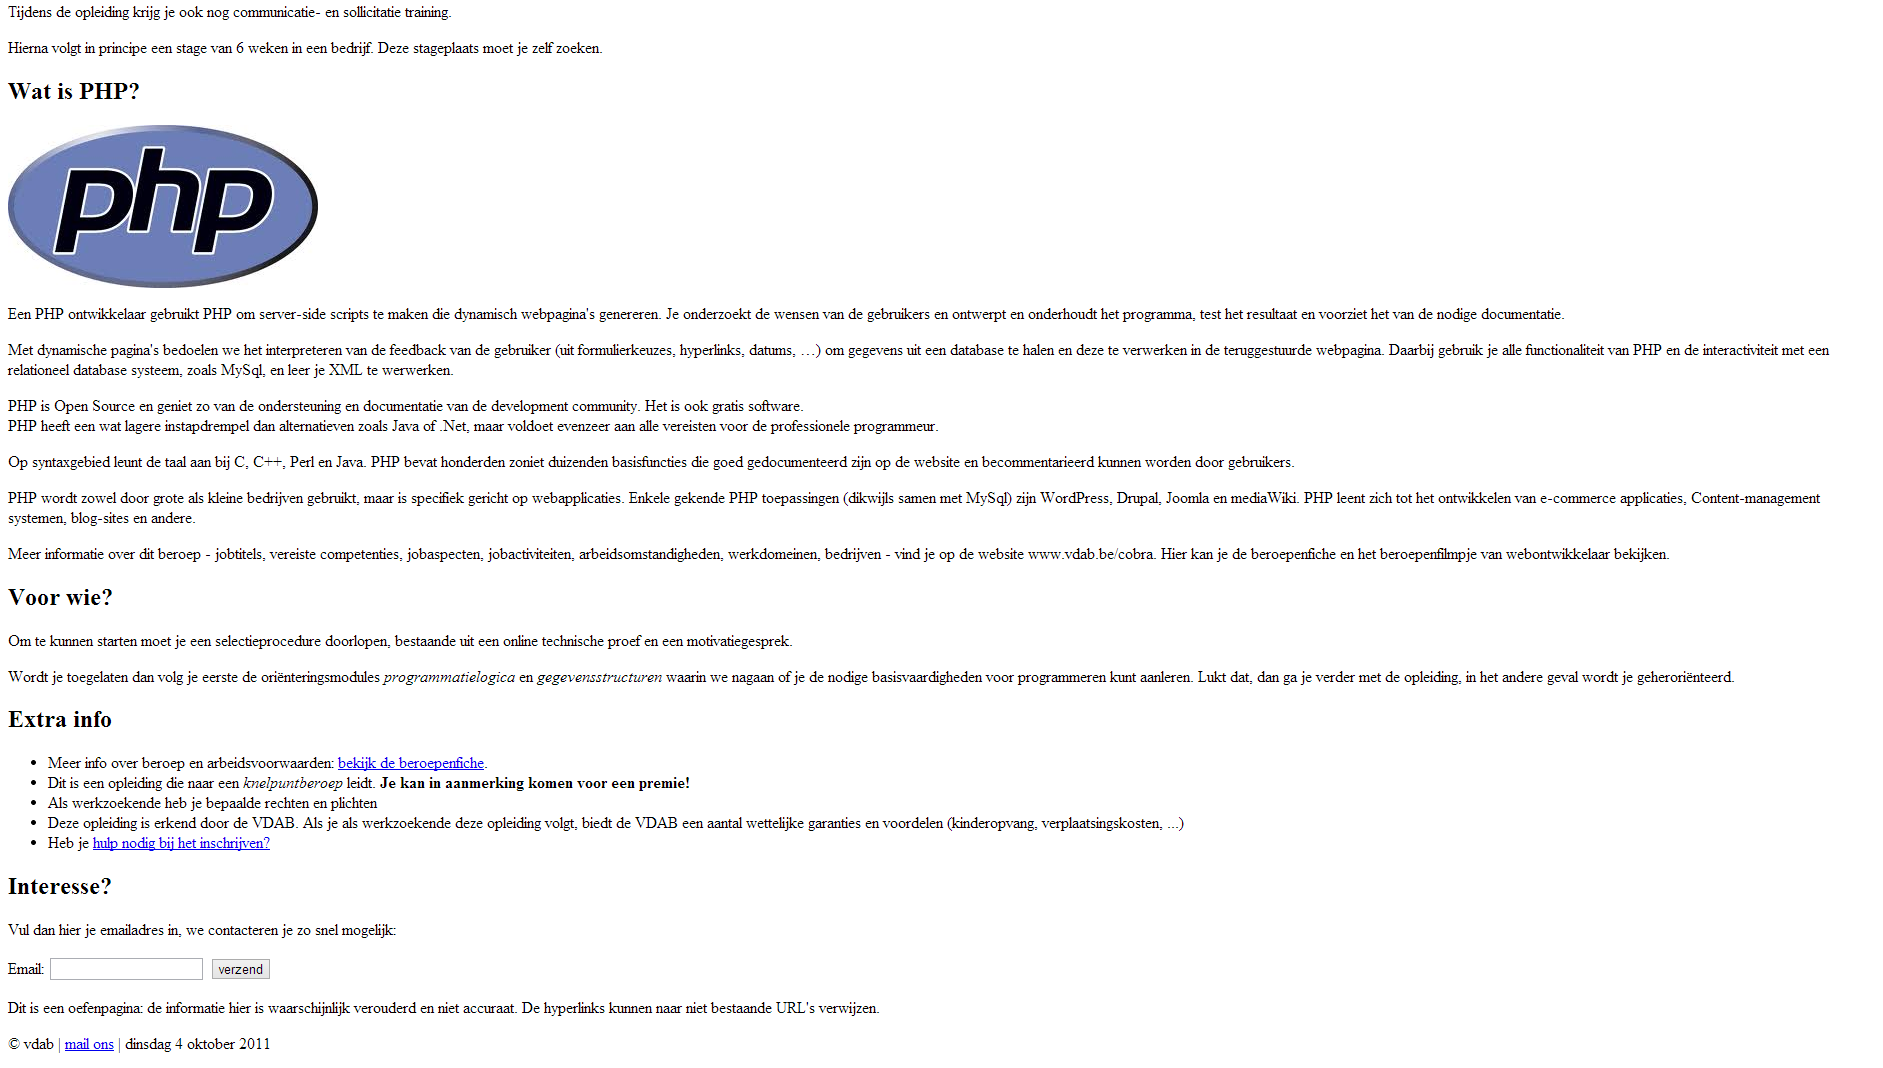 Tijdens de opleiding krijg je ook nog communicatie- en sollicitatie training.
Hierna volgt in principe een stage van 6 weken in een bedrijf. Deze stageplaats moet je zelf zoeken.
Wat is PHP?
php
Een PHP ontwikkelaar gebruikt PHP om server-side scripts te maken die dynamisch webpagina's genereren. Je onderzoekt de wensen van de gebruikers en ontwerpt en onderhoudt het programma, test het resultaat en voorziet het van de nodige documentatie.
Met dynamische pagina's bedoelen we het interpreteren van de feedback van de gebruiker (uit formulierkeuzes, hyperlinks, datums, …) om gegevens uit een database te halen en deze te verwerken in de teruggestuurde webpagina. Daarbij gebruik je alle functionaliteit van PHP en de interactiviteit met een
relationeel database systeem, zoals MySql, en leer je XML te werwerken.
PHP is Open Source en geniet zo van de ondersteuning en documentatie van de development community. Het is ook gratis software.
PHP heeft een wat lagere instapdrempel dan alternatieven zoals Java of .Net, maar voldoet evenzeer aan alle vereisten voor de professionele programmeur.
Op syntaxgebied leunt de taal aan bij C, C++, Perl en Java. PHP bevat honderden zoniet duizenden basisfuncties die goed gedocumenteerd zijn op de website en becommentarieerd kunnen worden door gebruikers.
PHP wordt zowel door grote als kleine bedrijven gebruikt, maar is specifiek gericht op webapplicaties. Enkele gekende PHP toepassingen (dikwijls samen met MySql) zijn WordPress, Drupal, Joomla en mediaWiki. PHP leent zich tot het ontwikkelen van e-commerce applicaties, Content-management
systemen, blog-sites en andere.
Meer informatie over dit beroep - jobtitels, vereiste competenties, jobaspecten, jobactiviteiten, arbeidsomstandigheden, werkdomeinen, bedrijven - vind je op de website www.vdab.be/cobra. Hier kan je de beroepenfiche en het beroepenfilmpje van webontwikkelaar bekijken.
Voor wie?
Om te kunnen starten moet je een selectieprocedure doorlopen, bestaande uit een online technische proef en een motivatiegesprek.
Wordt je toegelaten dan volg je eerste de oriënteringsmodules programmatielogica en gegevensstructuren waarin we nagaan of je de nodige basisvaardigheden voor programmeren kunt aanleren. Lukt dat, dan ga je verder met de opleiding, in het andere geval wordt je geheroriënteerd.
Extra info
• Meer info over beroep en arbeidsvoorwaarden: bekijk de beroepenfiche.
• Dit is een opleiding die naar een knelpuntberoep leidt. Je kan in aanmerking komen voor een premie!
• Als werkzoekende heb je bepaalde rechten en plichten
• Deze opleiding is erkend door de VDAB. Als je als werkzoekende deze opleiding volgt, biedt de VDAB een aantal wettelijke garanties en voordelen (kinderopvang, verplaatsingskosten, ...)
• Heb je hulp nodig bij het inschrijven?
Interesse?
Vul dan hier je emailadres in, we contacteren je zo snel mogelijk:
Email: verzend
Dit is een oefenpagina: de informatie hier is waarschijnlijk verouderd en niet accuraat. De hyperlinks kunnen naar niet bestaande URL's verwijzen.
© vdab | mail ons | dinsdag 4 oktober 2011